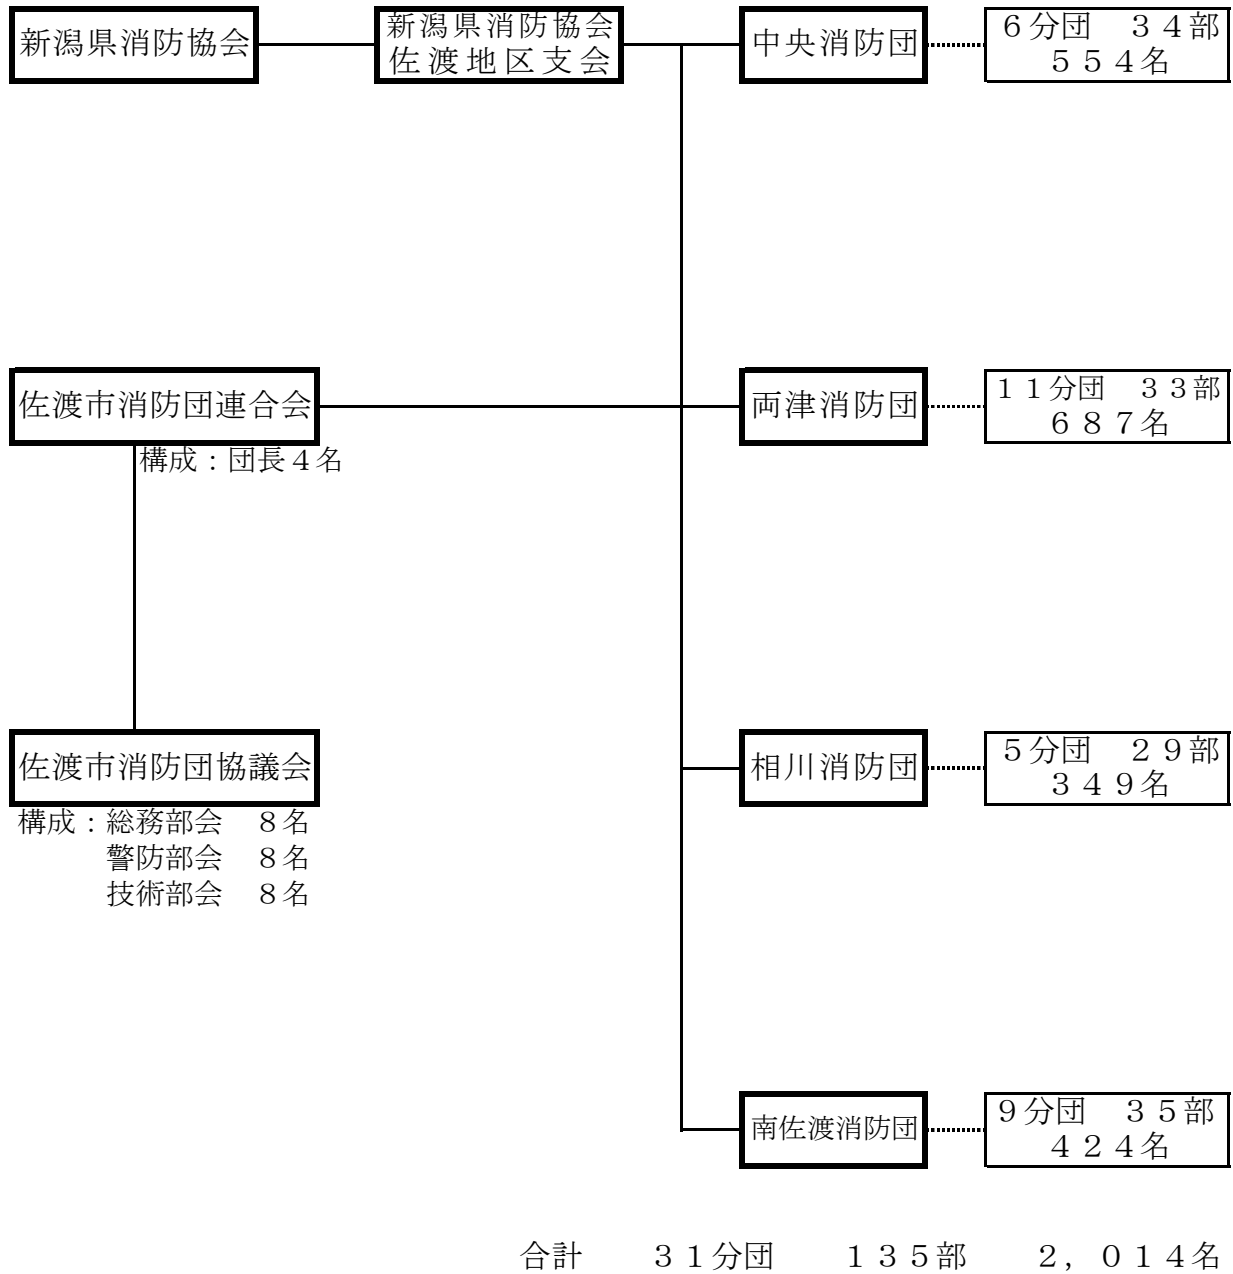 新潟県消防協会
新潟県消防協会
佐渡地区支会
中央消防団
６分団　３４部
５５４名
佐渡市消防団連合会
構成：団長４名
両津消防団
１１分団　３３部
６８７名
佐渡市消防団協議会
構成：総務部会　８名
警防部会　８名
技術部会　８名
相川消防団
５分団　２９部
３４９名
南佐渡消防団
９分団　３５部
４２４名
合計　　３１分団　　１３５部　　２，０１４名